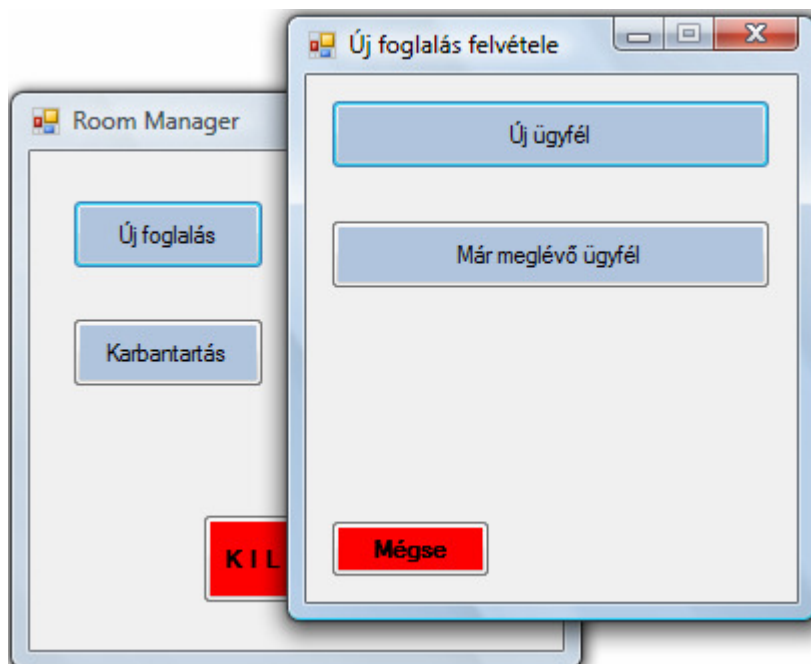 Új foglalás felvétele
Új ügyfél
Már meglévő ügyfél
Mégse
Room Manager
Új foglalás
Karbantartás
K I L